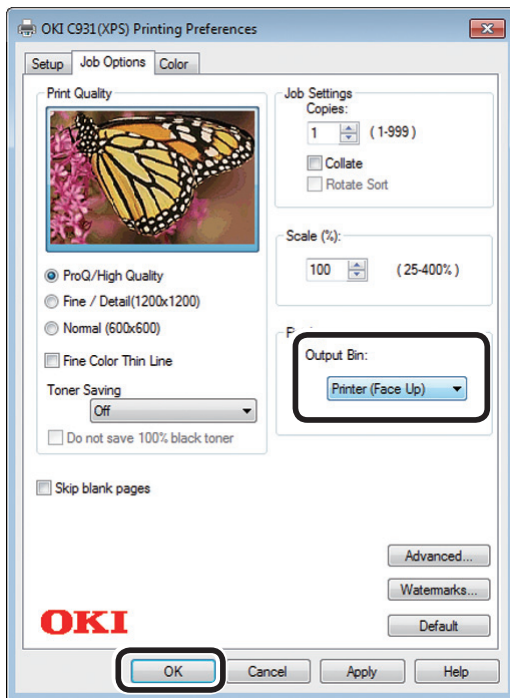 OKI C931(XPS) Printing Preferences
Setup
Job Options
Color
Print Quality
ProQ/High Quality
Fine / Detail(1200x1200)
Normal (600x600)
Fine Color Thin Line
Toner Saving
Off
Do not save 100% black toner
Skip blank pages
Job Settings
Copies:
1 (1-999)
Collate
Rotate Sort
Scale (%):
100 (25-400%)
Output Bin:
Printer (Face Up)
Advanced...
Watermarks...
Default
OKI
OK
Cancel
Apply
Help